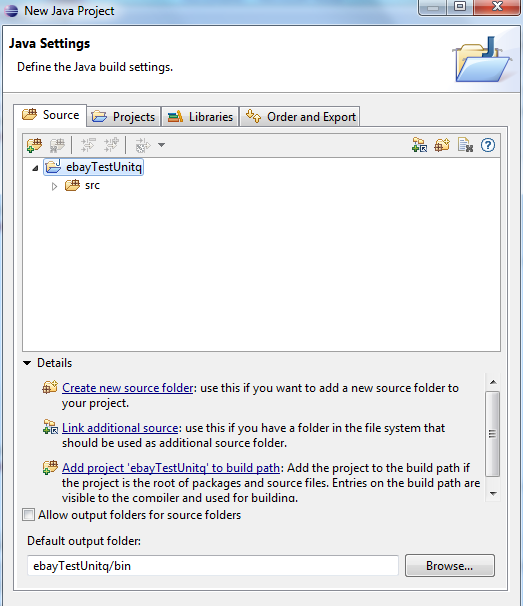 New Java Project
Java Settings
Define the Java build settings.
Source Projects Libraries Order and Export
ebayTestUnitq
src
Details
Create new source folder: use this if you want to add a new source folder to
your project.
Link additional source: use this if you have a folder in the file system that
should be used as additional source folder.
Add project 'ebayTestUnitq' to build path: Add the project to the build path if
the project is the root of packages and source files. Entries on the build path are
visible to the compiler and used for building.
Allow output folders for source folders
Default output folder:
ebayTestUnitq/bin
Browse...